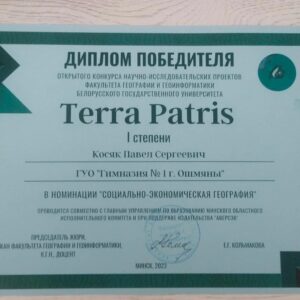 ДИПЛОМ ПОБЕДИТЕЛЯ
ОТКРЫТОГО КОНКУРСА НАУЧНО-ИССЛЕДОВАТЕЛЬСКИХ ПРОЕКТОВ
ФАКУЛЬТЕТА ГЕОГРАФИИ И ГЕОИНФОРМАТИКИ
БЕЛОРУССКОГО ГОСУДАРСТВЕННОГО УНИВЕРСИТЕТА
Terra Patris
I степени
Косяк Павел Сергеевич
ГУО "Гимназия № 1 г. Ошмяны"
В НОМИНАЦИИ "СОЦИАЛЬНО-ЭКОНОМИЧЕСКАЯ ГЕОГРАФИЯ"
ПРОВОДИТСЯ СОВМЕСТНО С ГЛАВНЫМ УПРАВЛЕНИЕМ ПО ОБРАЗОВАНИЮ МИНСКОГО ОБЛАСТНОГО
ИСПОЛНИТЕЛЬНОГО КОМИТЕТА И ПРИ ПОДДЕРЖКЕ ИЗДАТЕЛЬСТВА "АВЕРСЭВ"
ПРЕДСЕДАТЕЛЬ ЖЮРИ,
ДЕКАН ФАКУЛЬТЕТА ГЕОГРАФИИ И ГЕОИНФОРМАТИКИ,
К.Г.Н., ДОЦЕНТ
Е.Г. КОЛЬМАКОВА
МИНСК, 2023